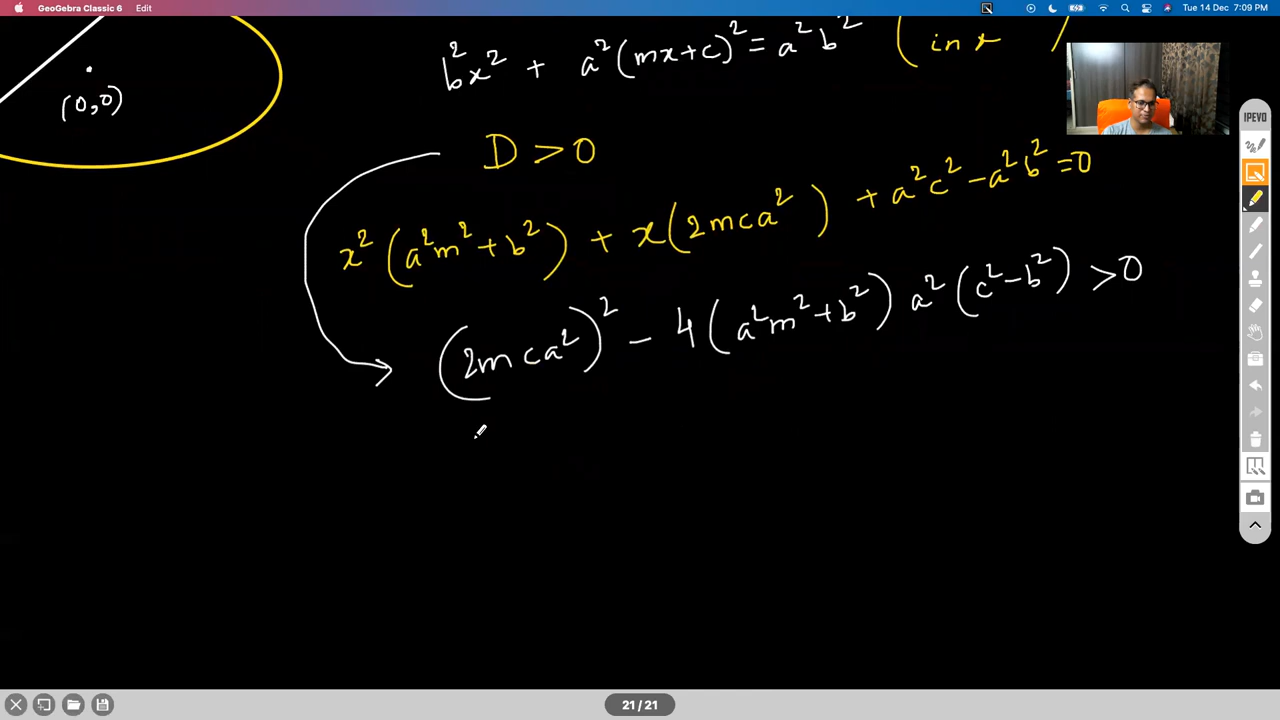 GeoGebra Classic 6 Edit Tue 14 Dec 7:09 PM
b²x² + a²(mx+c)² = a²b² (in x )
(0,0)
D > 0
x²(a²m²+b²) + x(2mca²) + a²c² - a²b² = 0
(2mca²)² - 4(a²m²+b²) a²(c²-b²) > 0
IPEVO
21 / 21